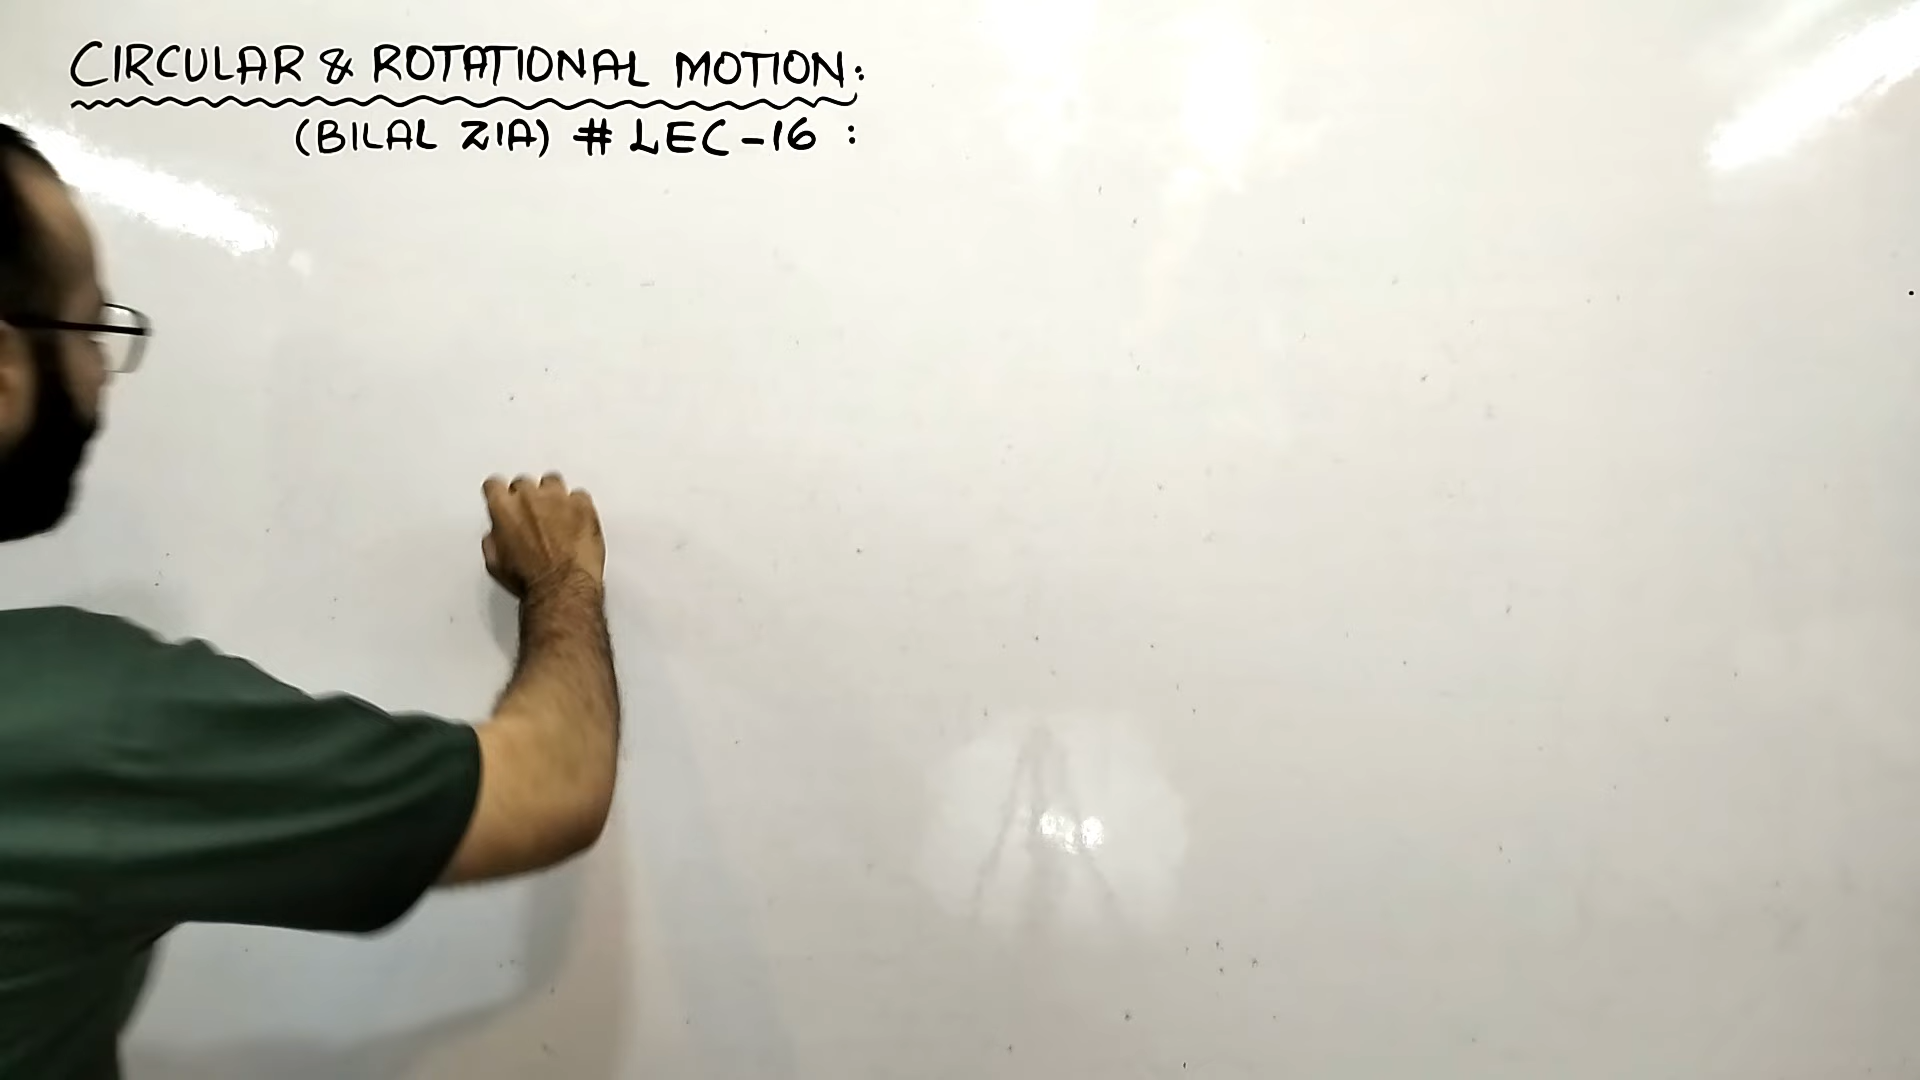 CIRCULAR & ROTATIONAL MOTION:
(BILAL ZIA) # LEC-16 :